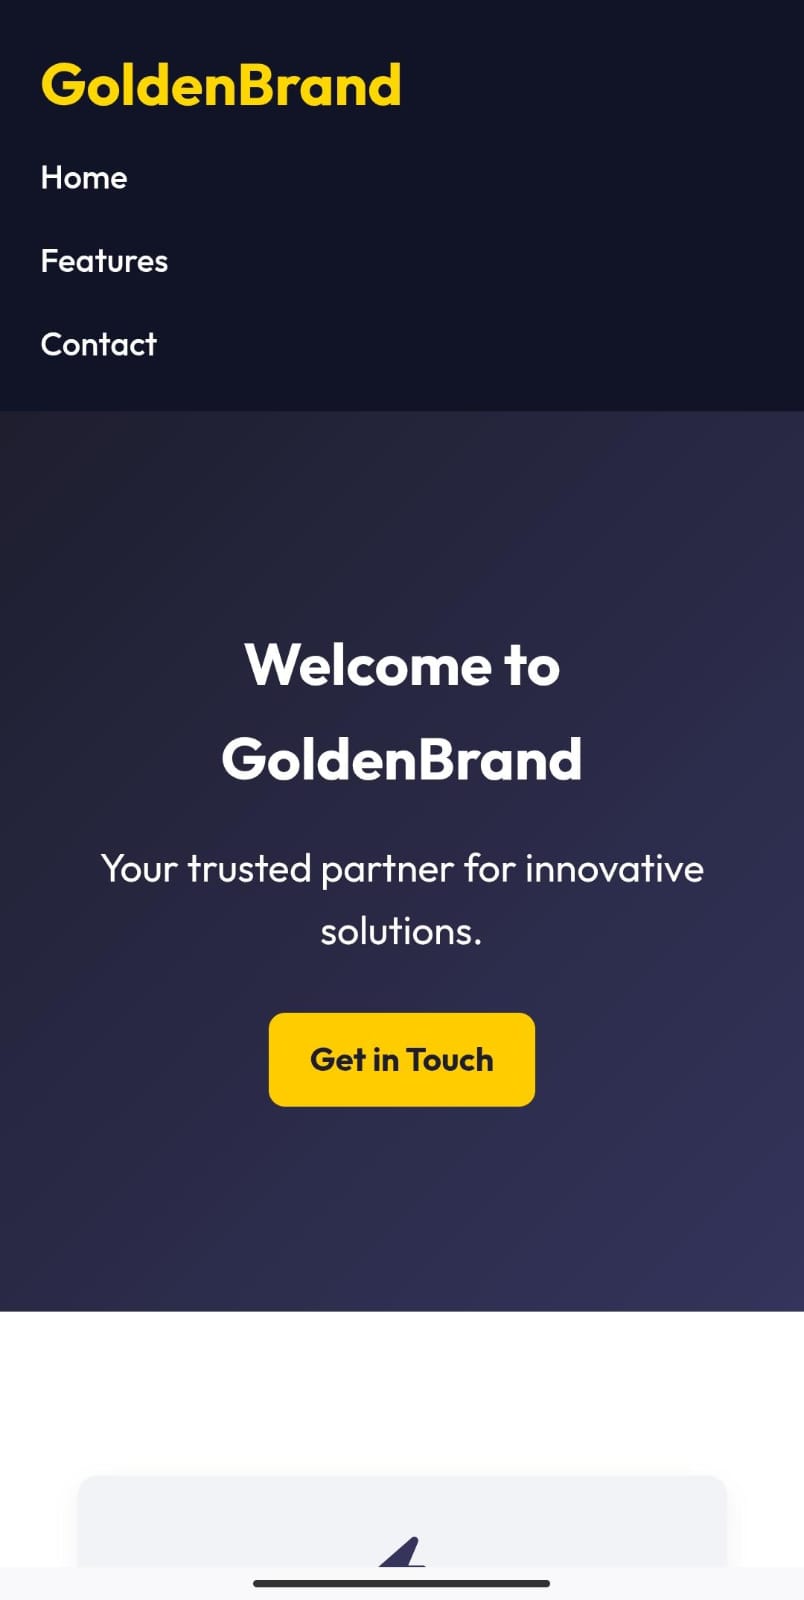 GoldenBrand
Home
Features
Contact
Welcome to
GoldenBrand
Your trusted partner for innovative
solutions.
Get in Touch